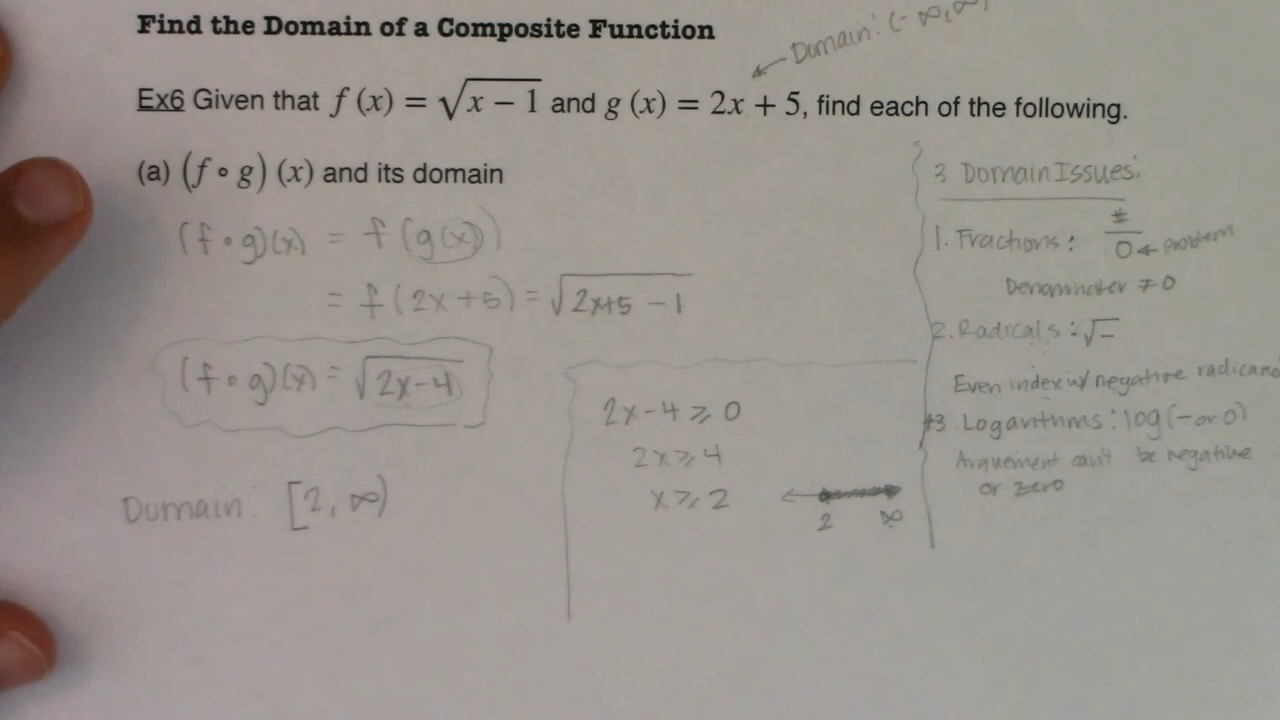 Find the Domain of a Composite Function
Domain: (-∞,∞)
Ex6 Given that f (x) = √x − 1 and g (x) = 2x + 5, find each of the following.
(a) (f ∘ g) (x) and its domain
(f∘g)(x) = f(g(x))
= f(2x+5) = √2x+5 -1
(f∘g)(x) = √2x-4
Domain: [2, ∞)
2x-4 ≥ 0
2x ≥ 4
x ≥ 2
2 ∞
3 Domain Issues:
1. Fractions: #/0 ← problem
Denominator ≠ 0
2. Radicals: √-
Even index w/ negative radicand
*3. Logarithms: log(- or 0)
Arguement can't be negative
or zero